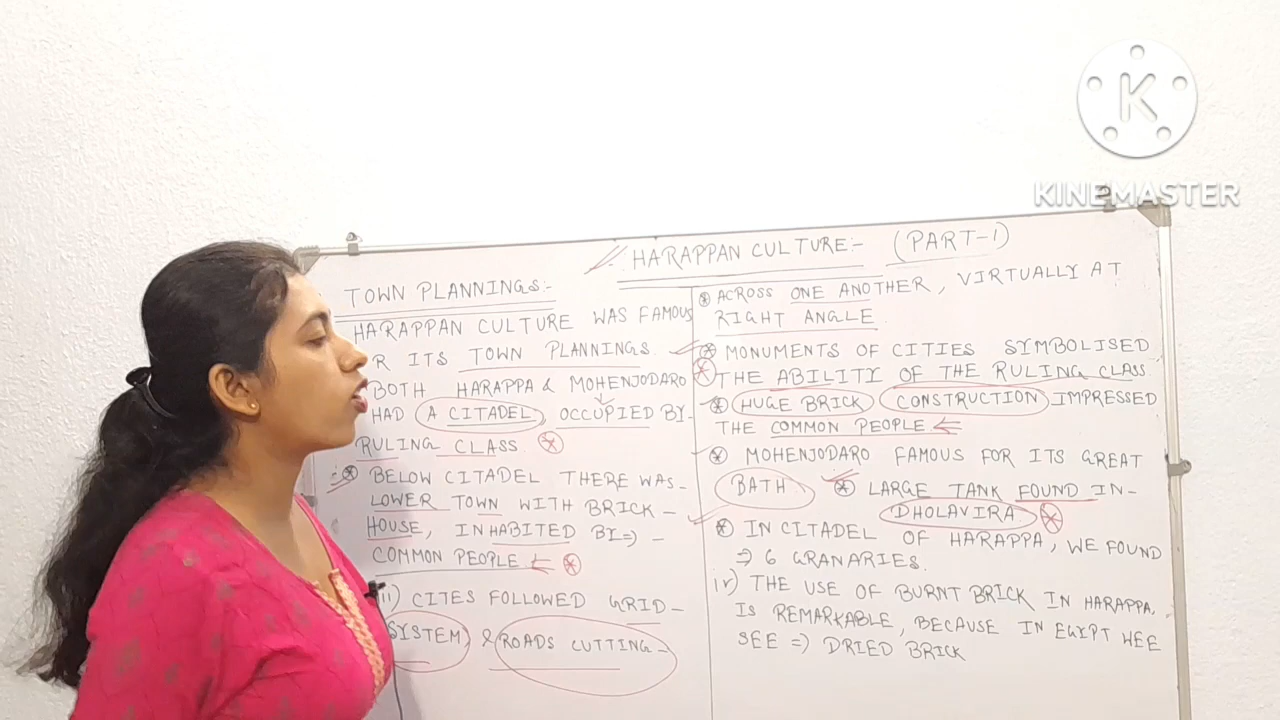 K
KINEMASTER
HARAPPAN CULTURE:- (PART-1)
TOWN PLANNINGS:-
HARAPPAN CULTURE WAS FAMOUS
R ITS TOWN PLANNINGS.
BOTH HARAPPA & MOHENJODARO
HAD A CITADEL, OCCUPIED BY-
RULING CLASS
BELOW CITADEL THERE WAS-
LOWER TOWN WITH BRICK-
HOUSE, INHABITED BY⇒-
COMMON PEOPLE
iii) CITES FOLLOWED GRID-
SYSTEM, & ROADS CUTTING-
ACROSS ONE ANOTHER, VIRTUALLY AT
RIGHT ANGLE.
MONUMENTS OF CITIES SYMBOLISED
THE ABILITY OF THE RULING CLASS.
HUGE BRICK CONSTRUCTION IMPRESSED
THE COMMON PEOPLE.
MOHENJODARO FAMOUS FOR ITS GREAT
BATH. LARGE TANK FOUND IN-
DHOLAVIRA.
IN CITADEL OF HARAPPA, WE FOUND
⇒ 6 GRANARIES.
iv) THE USE OF BURNT BRICK IN HARAPPA,
IS REMARKABLE, BECAUSE IN EGYPT WEE
SEE ⇒ DRIED BRICK